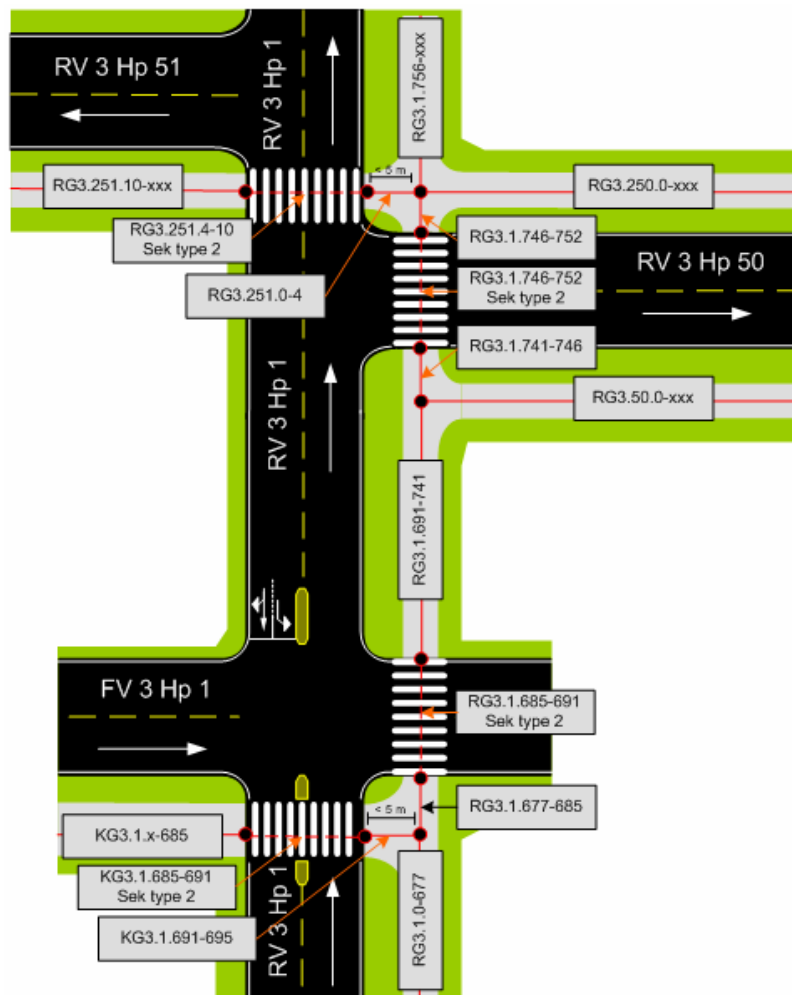 RV 3 Hp 51
RV 3 Hp 1
RG3.1.756-xxx
< 5 m
RG3.251.10-xxx
RG3.250.0-xxx
RG3.251.4-10
Sek type 2
RG3.1.746-752
RG3.251.0-4
RG3.1.746-752
Sek type 2
RV 3 Hp 50
RG3.1.741-746
RV 3 Hp 1
RG3.50.0-xxx
RG3.1.691-741
FV 3 Hp 1
RG3.1.685-691
Sek type 2
< 5 m
RG3.1.677-685
KG3.1.x-685
KG3.1.685-691
Sek type 2
KG3.1.691-695
RV 3 Hp 1
RG3.1.0-677